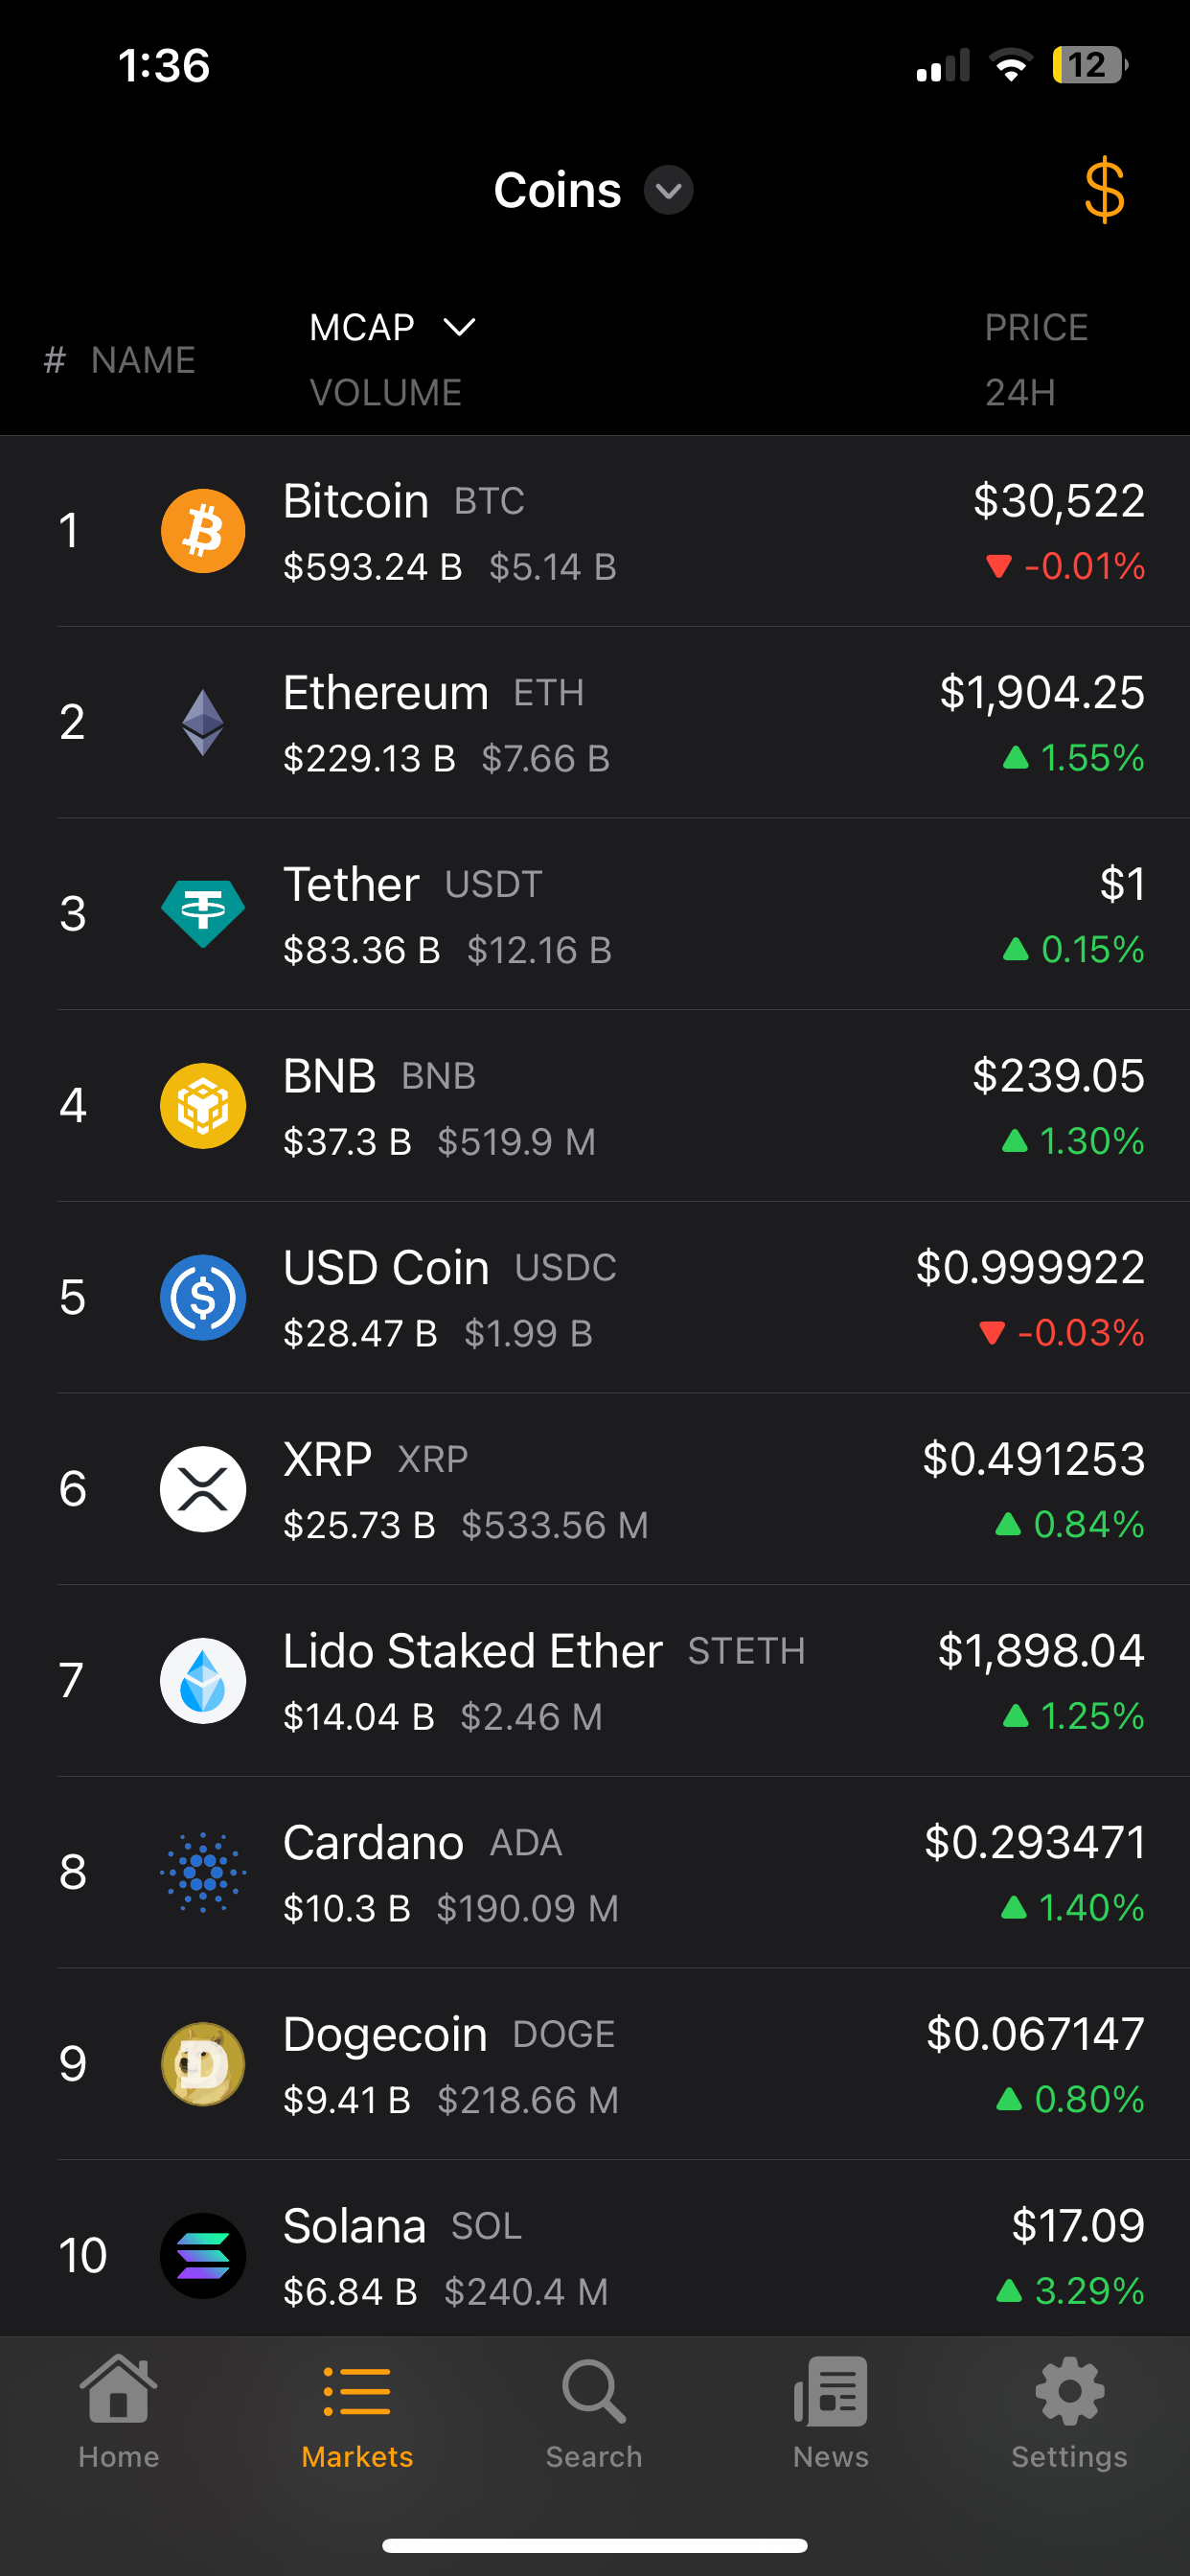 1:36
12
Coins
$
# NAME
MCAP
VOLUME
PRICE
24H
1
Bitcoin BTC
$593.24 B $5.14 B
$30,522
-0.01%
2
Ethereum ETH
$229.13 B $7.66 B
$1,904.25
1.55%
3
Tether USDT
$83.36 B $12.16 B
$1
0.15%
4
BNB BNB
$37.3 B $519.9 M
$239.05
1.30%
5
USD Coin USDC
$28.47 B $1.99 B
$0.999922
-0.03%
6
XRP XRP
$25.73 B $533.56 M
$0.491253
0.84%
7
Lido Staked Ether STETH
$14.04 B $2.46 M
$1,898.04
1.25%
8
Cardano ADA
$10.3 B $190.09 M
$0.293471
1.40%
9
Dogecoin DOGE
$9.41 B $218.66 M
$0.067147
0.80%
10
Solana SOL
$6.84 B $240.4 M
$17.09
3.29%
Home
Markets
Search
News
Settings